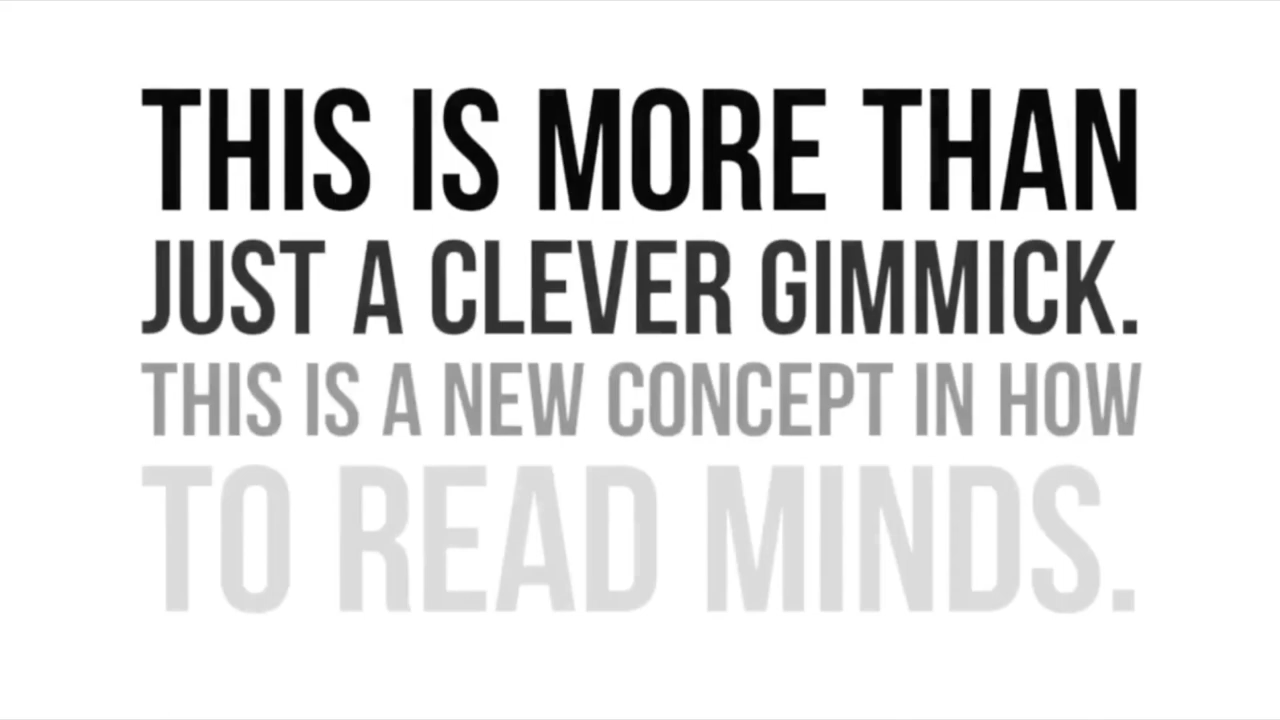 THIS IS MORE THAN
JUST A CLEVER GIMMICK.
THIS IS A NEW CONCEPT IN HOW
TO READ MINDS.